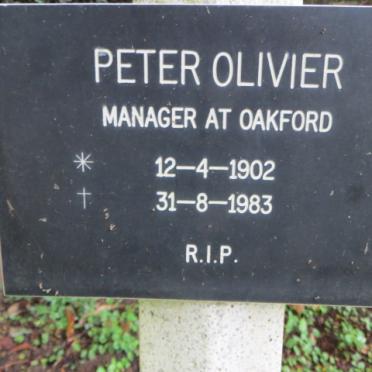 PETER OLIVIER
MANAGER AT OAKFORD
* 12-4-1902
† 31-8-1983
R.I.P.